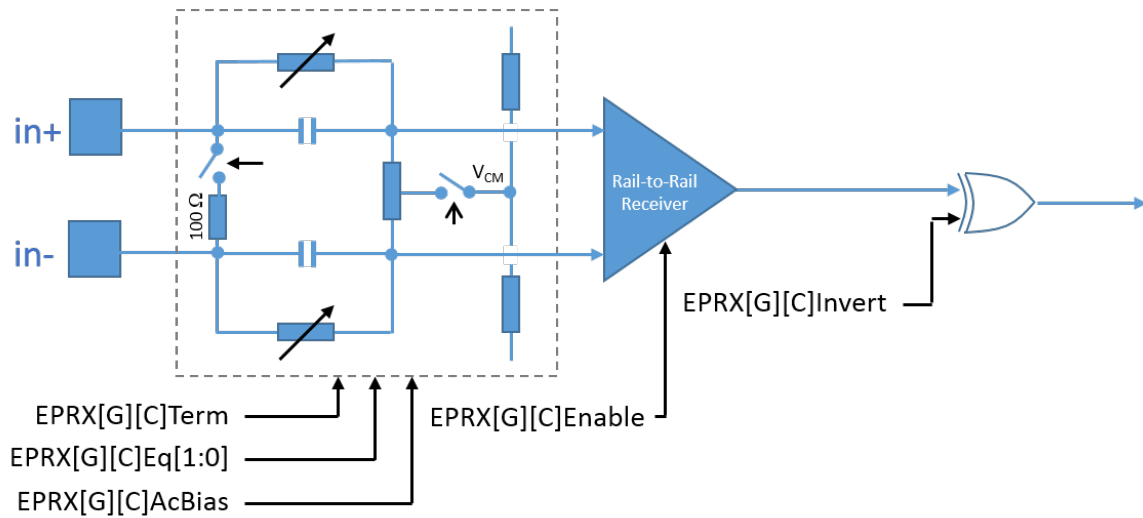 in+
in-
100 Ω
V_CM
Rail-to-Rail
Receiver
EPRX[G][C]Invert
EPRX[G][C]Term
EPRX[G][C]Enable
EPRX[G][C]Eq[1:0]
EPRX[G][C]AcBias